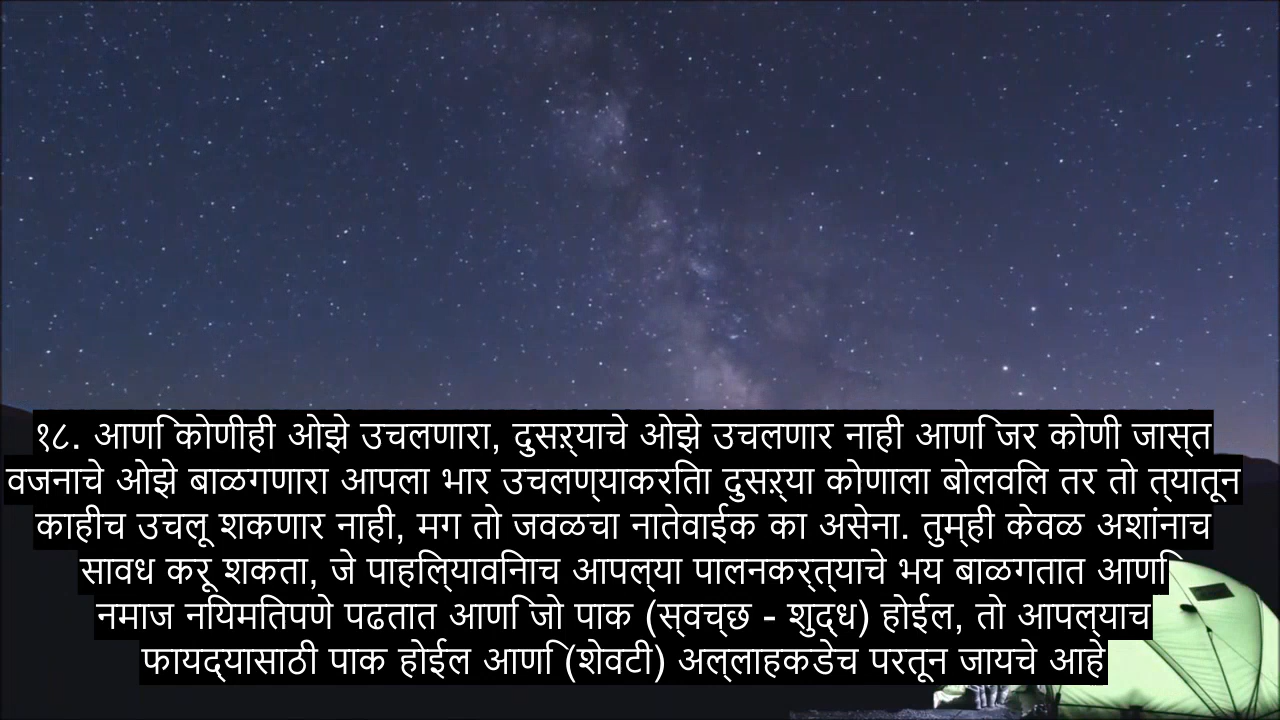 १८. आणि कोणीही ओझे उचलणारा, दुसऱ्याचे ओझे उचलणार नाही आणि जर कोणी जास्त
वजनाचे ओझे बाळगणारा आपला भार उचलण्याकरिता दुसऱ्या कोणाला बोलविल तर तो त्यातून
काहीच उचलू शकणार नाही, मग तो जवळचा नातेवाईक का असेना. तुम्ही केवळ अशांनाच
सावध करू शकता, जे पाहिल्याविनाच आपल्या पालनकर्त्याचे भय बाळगतात आणि
नमाज नियमितपणे पढतात आणि जो पाक (स्वच्छ - शुद्ध) होईल, तो आपल्याच
फायद्यासाठी पाक होईल आणि (शेवटी) अल्लाहकडेच परतून जायचे आहे